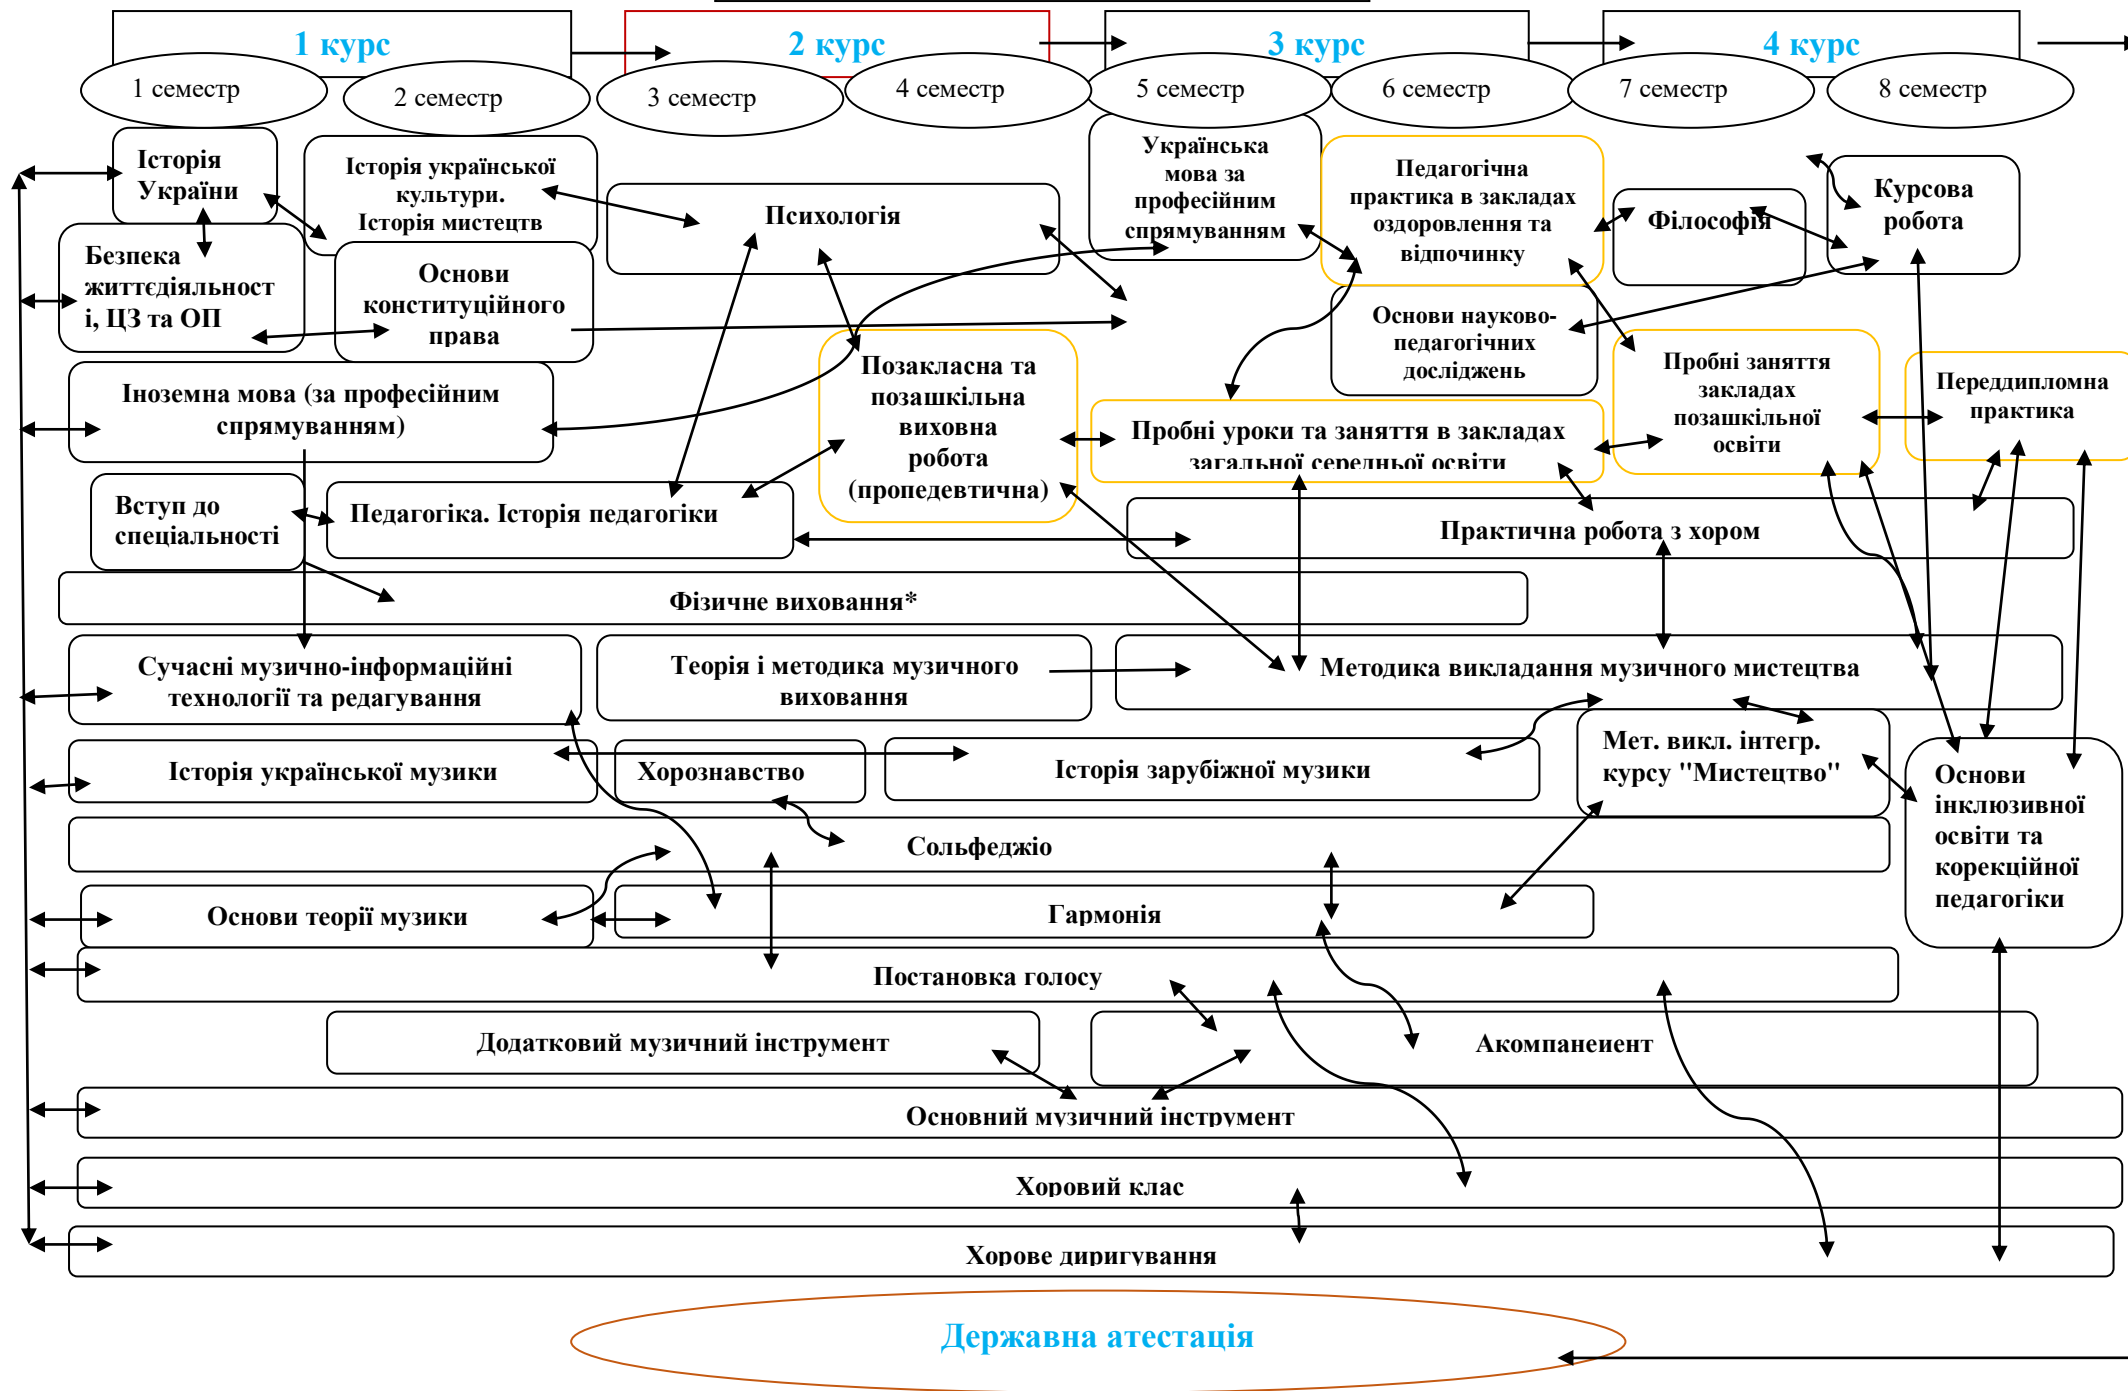 1 курс
2 курс
3 курс
4 курс
1 семестр
2 семестр
3 семестр
4 семестр
5 семестр
6 семестр
7 семестр
8 семестр
Історія
України
Історія української
культури.
Історія мистецтв
Психологія
Українська
мова за
професійним
спрямуванням
Педагогічна
практика в закладах
оздоровлення та
відпочинку
Філософія
Курсова
робота
Безпека
життєдіяльност
і, ЦЗ та ОП
Основи
конституційного
права
Основи науково-
педагогічних
досліджень
Іноземна мова (за професійним
спрямуванням)
Позакласна та
позашкільна
виховна
робота
(пропедевтична)
Пробні уроки та заняття в закладах
загальної середньої освіти
Пробні заняття
закладах
позашкільної
освіти
Переддипломна
практика
Вступ до
спеціальності
Педагогіка. Історія педагогіки
Практична робота з хором
Фізичне виховання*
Сучасні музично-інформаційні
технології та редагування
Теорія і методика музичного
виховання
Методика викладання музичного мистецтва
Історія української музики
Хорознавство
Історія зарубіжної музики
Мет. викл. інтегр.
курсу "Мистецтво"
Основи
інклюзивної
освіти та
корекційної
педагогіки
Сольфеджіо
Основи теорії музики
Гармонія
Постановка голосу
Додатковий музичний інструмент
Акомпанеиент
Основний музичний інструмент
Хоровий клас
Хорове диригування
Державна атестація